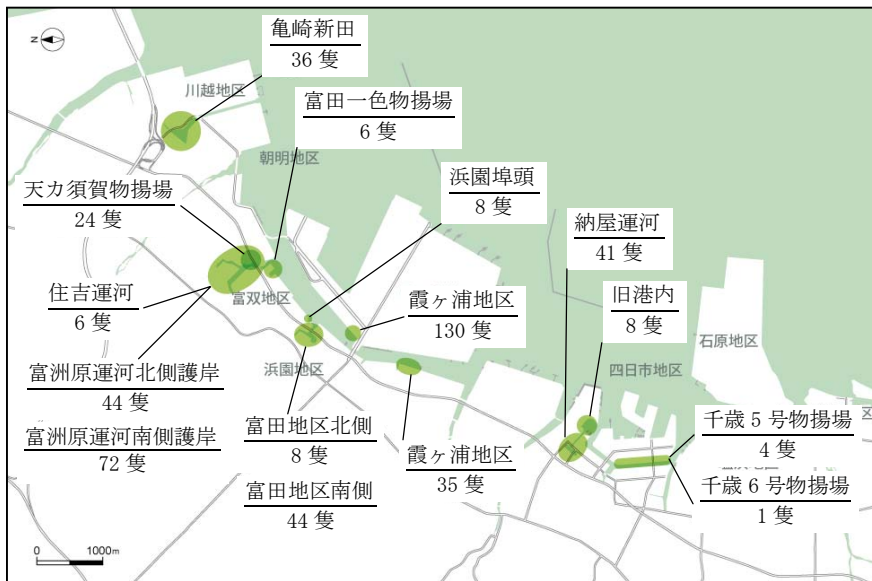 亀崎新田
36 隻
N
川越地区
富田一色物揚場
6 隻
朝明地区
浜園埠頭
8 隻
天カ須賀物揚場
24 隻
納屋運河
41 隻
住吉運河
6 隻
富双地区
霞ヶ浦地区
130 隻
旧港内
8 隻
石原地区
四日市地区
富洲原運河北側護岸
44 隻
浜園地区
富洲原運河南側護岸
72 隻
富田地区北側
8 隻
富田地区南側
44 隻
霞ヶ浦地区
35 隻
千歳 5 号物揚場
4 隻
千歳 6 号物揚場
1 隻
0 1000m